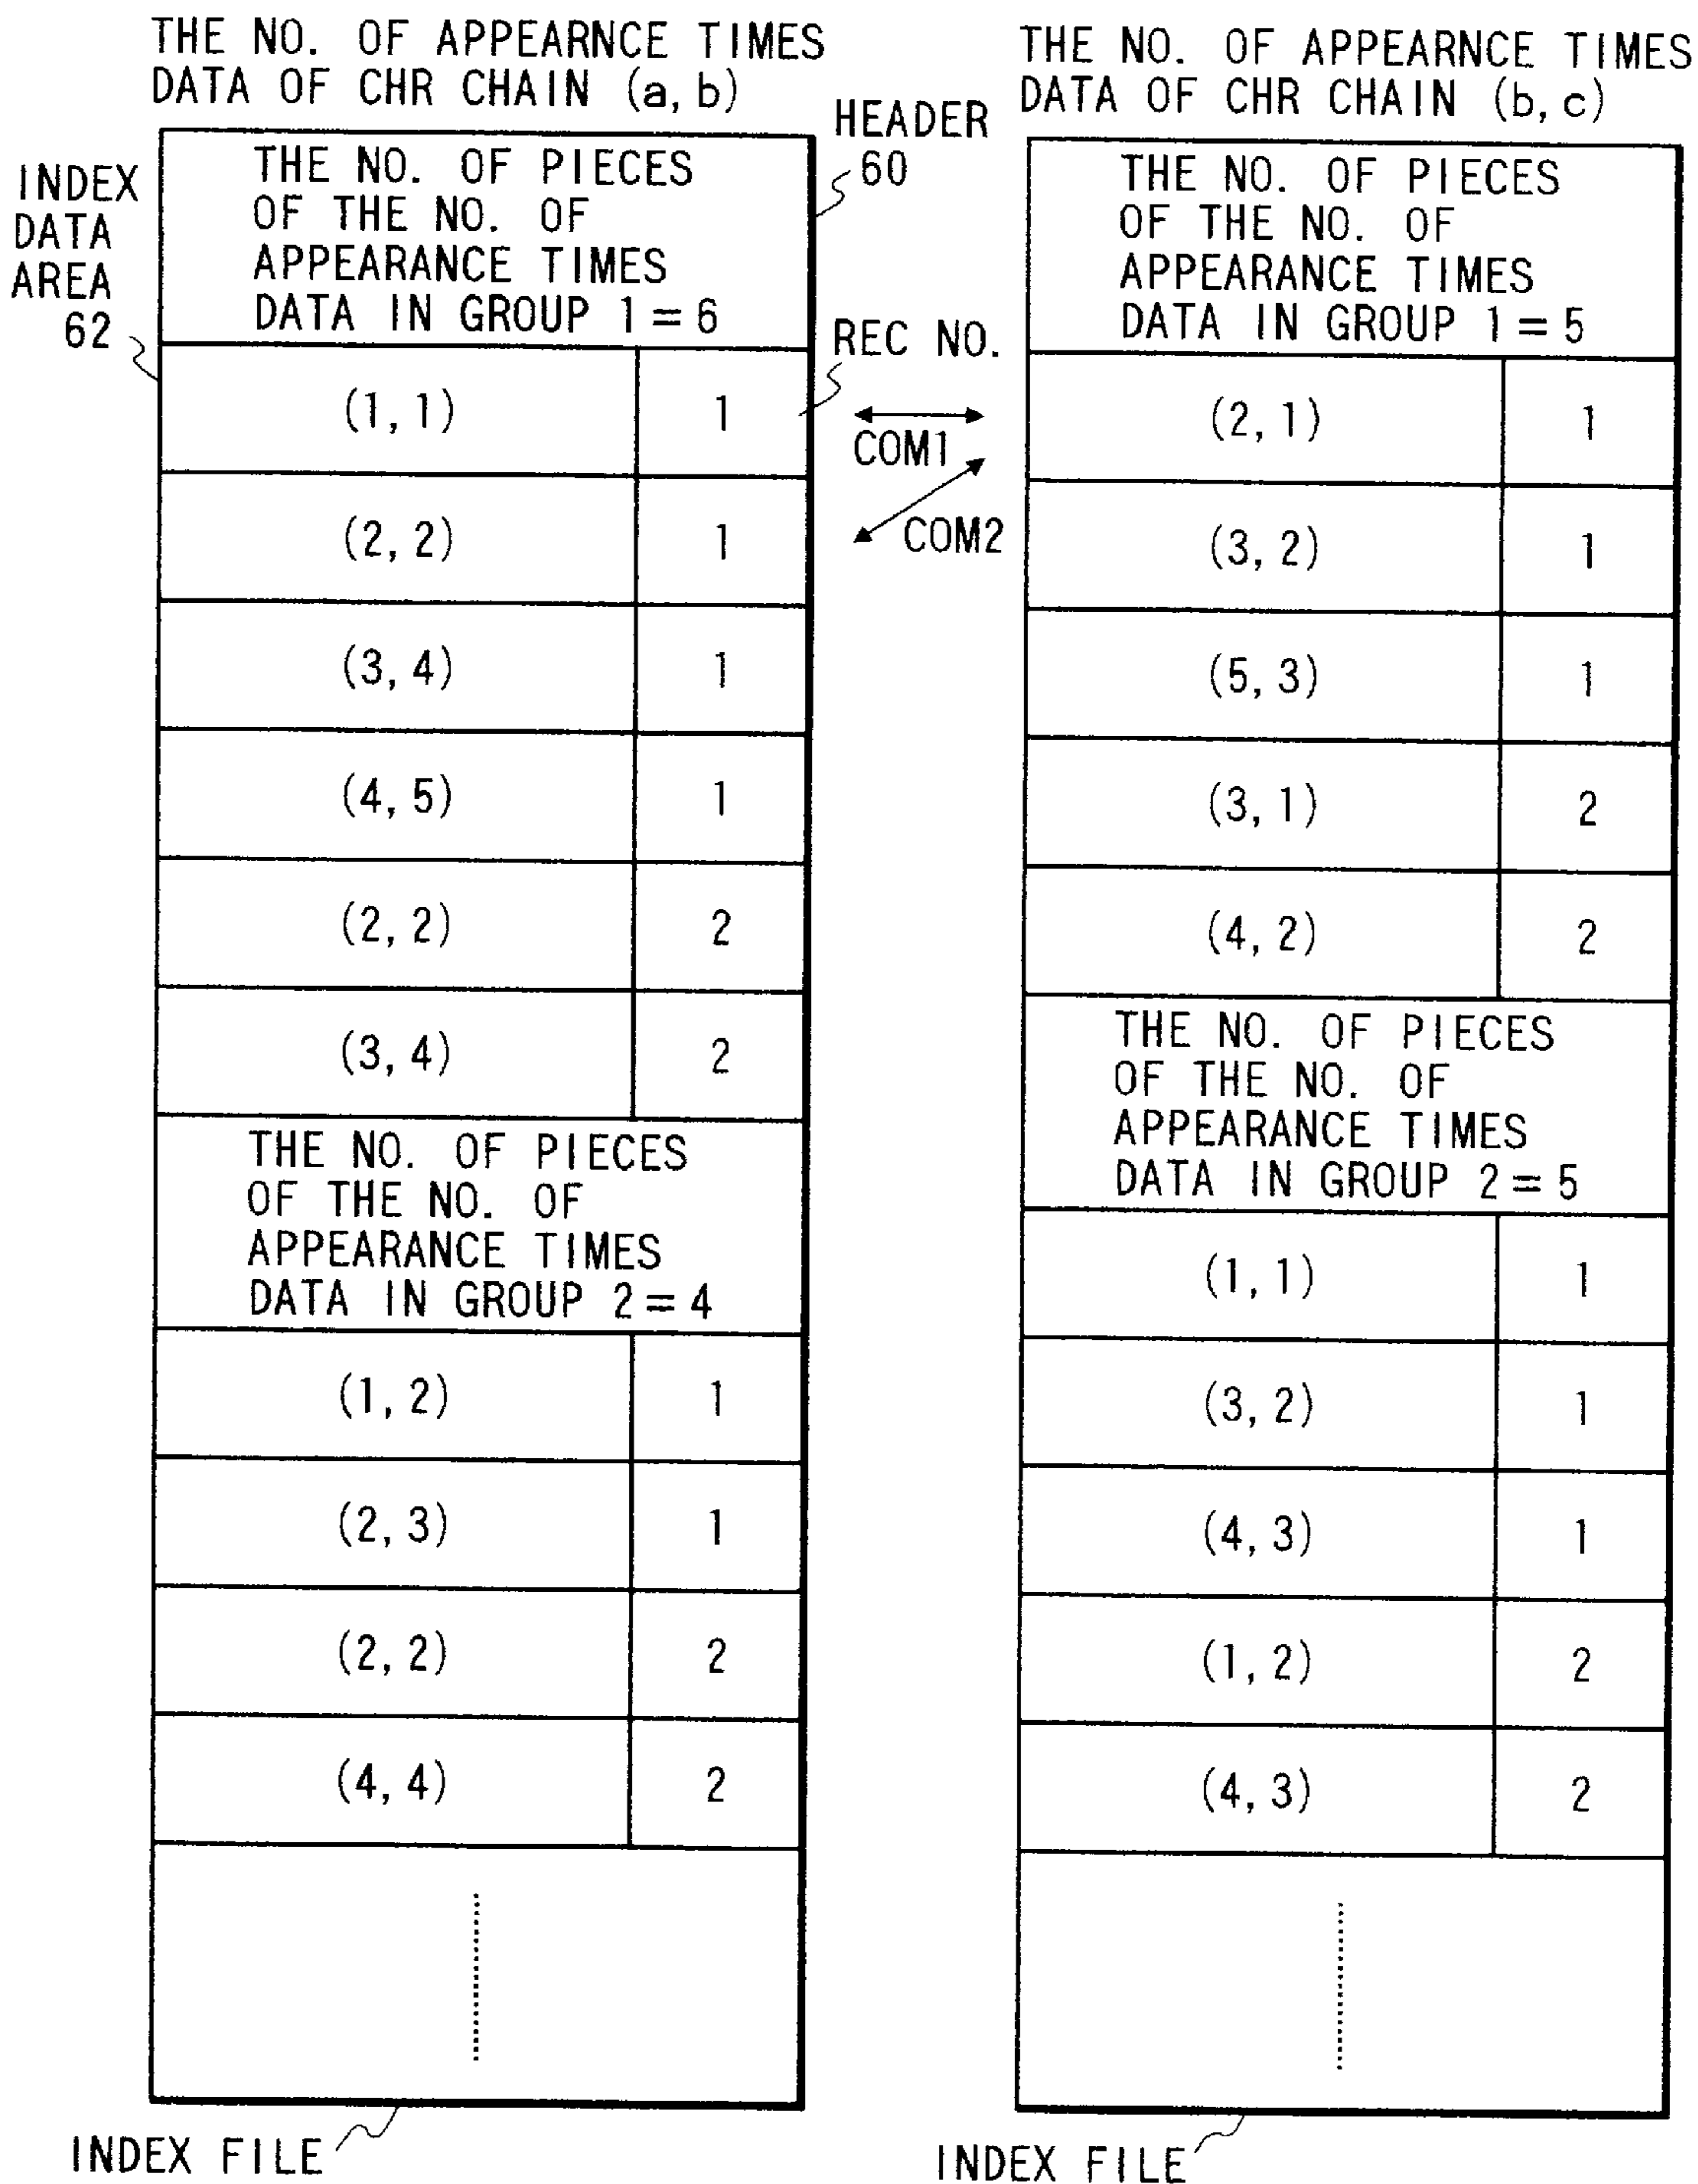 THE NO. OF APPEARNCE TIMES
DATA OF CHR CHAIN (a, b)
INDEX
DATA
AREA
62
HEADER
60
THE NO. OF PIECES
OF THE NO. OF
APPEARANCE TIMES
DATA IN GROUP 1 = 6
REC NO.
(1, 1) 1
(2, 2) 1
(3, 4) 1
(4, 5) 1
(2, 2) 2
(3, 4) 2
THE NO. OF PIECES
OF THE NO. OF
APPEARANCE TIMES
DATA IN GROUP 2 = 4
(1, 2) 1
(2, 3) 1
(2, 2) 2
(4, 4) 2
INDEX FILE
COM1
COM2
THE NO. OF APPEARNCE TIMES
DATA OF CHR CHAIN (b, c)
THE NO. OF PIECES
OF THE NO. OF
APPEARANCE TIMES
DATA IN GROUP 1 = 5
(2, 1) 1
(3, 2) 1
(5, 3) 1
(3, 1) 2
(4, 2) 2
THE NO. OF PIECES
OF THE NO. OF
APPEARANCE TIMES
DATA IN GROUP 2 = 5
(1, 1) 1
(3, 2) 1
(4, 3) 1
(1, 2) 2
(4, 3) 2
INDEX FILE